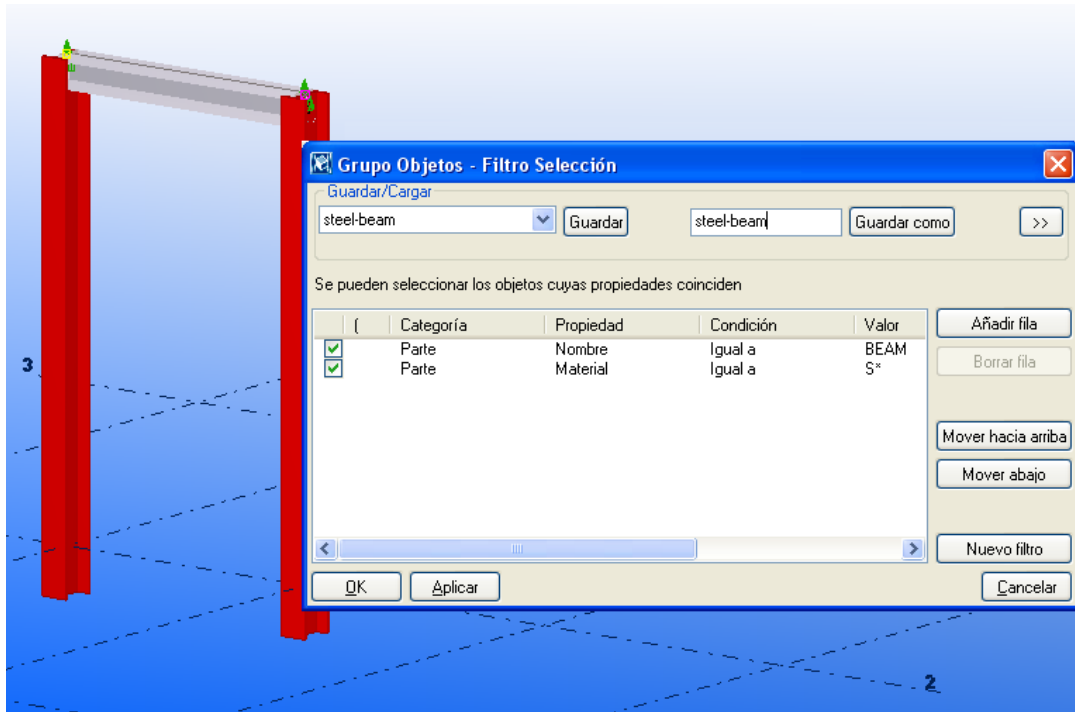 Grupo Objetos - Filtro Selección
Guardar/Cargar
steel-beam Guardar steel-beam Guardar como >>
Se pueden seleccionar los objetos cuyas propiedades coinciden
( Categoría Propiedad Condición Valor
Parte Nombre Igual a BEAM
Parte Material Igual a S*
Añadir fila
Borrar fila
Mover hacia arriba
Mover abajo
Nuevo filtro
OK Aplicar Cancelar
3
2